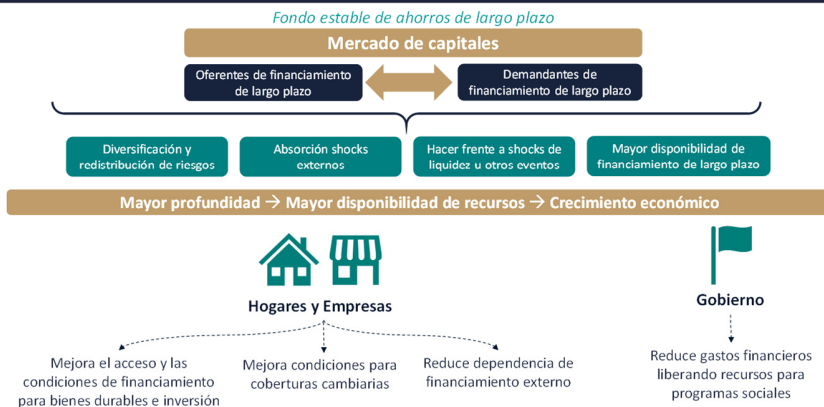 Fondo estable de ahorros de largo plazo
Mercado de capitales
Oferentes de financiamiento
de largo plazo
Demandantes de
financiamiento de largo plazo
Diversificación y
redistribución de riesgos
Absorción shocks
externos
Hacer frente a shocks de
liquidez u otros eventos
Mayor disponibilidad de
financiamiento de largo plazo
Mayor profundidad → Mayor disponibilidad de recursos → Crecimiento económico
Hogares y Empresas
Gobierno
Mejora el acceso y las
condiciones de financiamiento
para bienes durables e inversión
Mejora condiciones para
coberturas cambiarias
Reduce dependencia de
financiamiento externo
Reduce gastos financieros
liberando recursos para
programas sociales